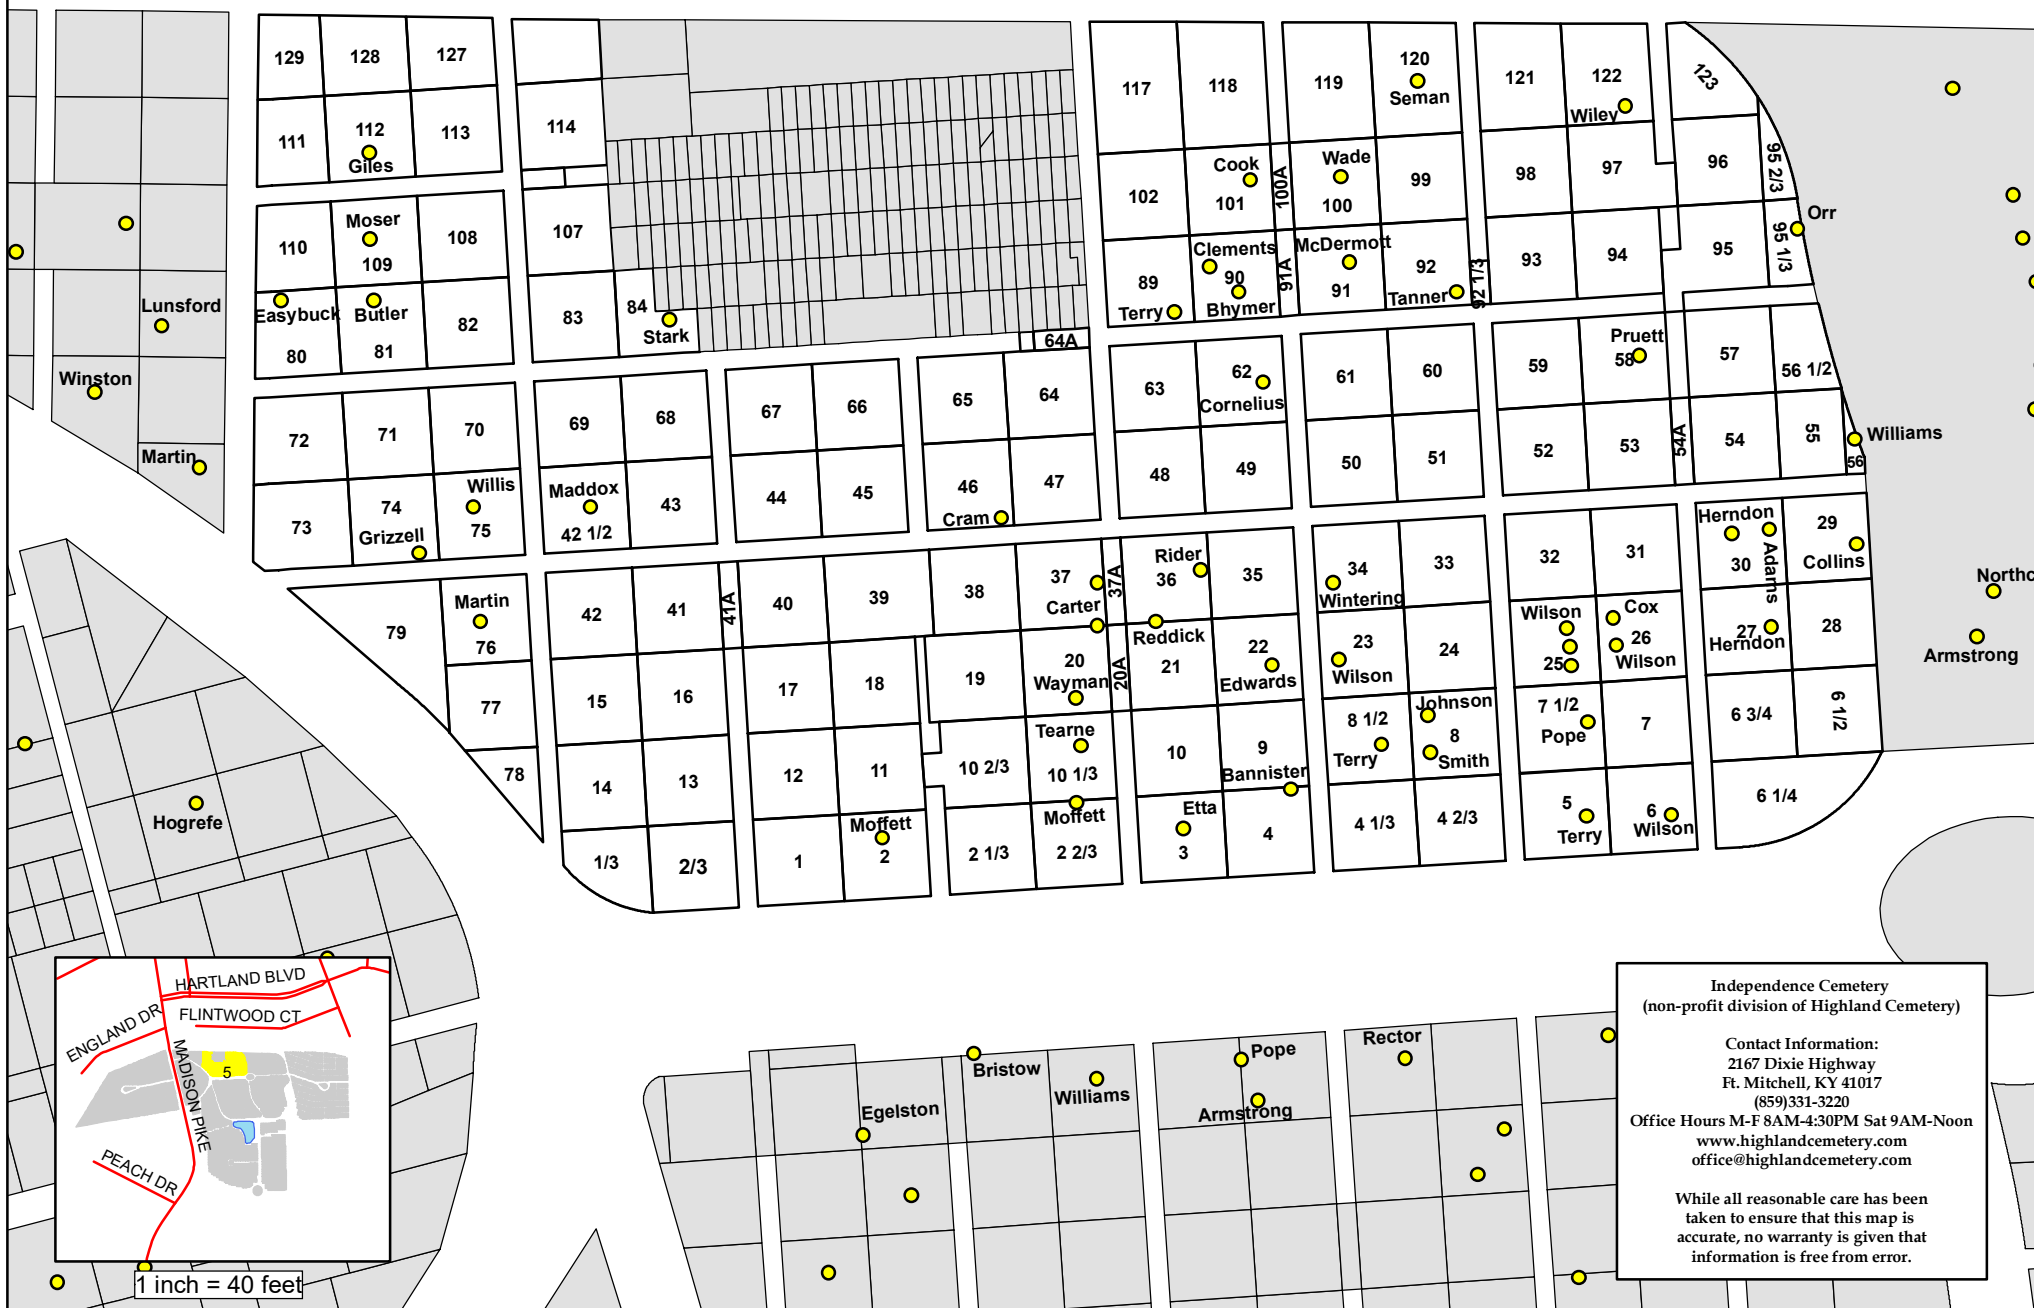 129
128
127
117
118
119
120
Seman
121
122
Wiley
123
111
112
Giles
113
114
102
Cook
101
100A
Wade
100
99
98
97
96
95 2/3
110
Moser
109
108
107
89
Terry
Clements
90
Bhymer
91A
McDermott
91
92
Tanner
92 1/3
93
94
95
95 1/3
Orr
Easybuck
80
Butler
81
82
83
84
Stark
64A
Lunsford
Winston
Martin
72
71
70
69
68
67
66
65
64
63
62
Cornelius
61
60
59
Pruett
58
57
56 1/2
73
74
Grizzell
Willis
75
Maddox
42 1/2
43
44
45
46
Cram
47
48
49
50
51
52
53
54A
54
55
56
Williams
79
Martin
76
42
41
41A
40
39
38
37
Carter
37A
Rider
36
35
34
Wintering
33
32
31
Herndon
30
Adams
29
Collins
77
15
16
17
18
19
20
Wayman
20A
Reddick
21
22
Edwards
23
Wilson
24
Wilson
25
Cox
26
Wilson
27
Herndon
28
Northc
Armstrong
78
14
13
12
11
10 2/3
Tearne
10 1/3
10
9
Bannister
8 1/2
Terry
Johnson
8
Smith
7 1/2
Pope
7
6 3/4
6 1/2
1/3
2/3
1
Moffett
2
2 1/3
Moffett
2 2/3
Etta
3
4
4 1/3
4 2/3
5
Terry
6
Wilson
6 1/4
Hogrefe
Bristow
Egelston
Williams
Pope
Armstrong
Rector
HARTLAND BLVD
FLINTWOOD CT
ENGLAND DR
MADISON PIKE
5
PEACH DR
1 inch = 40 feet
Independence Cemetery
(non-profit division of Highland Cemetery)
Contact Information:
2167 Dixie Highway
Ft. Mitchell, KY 41017
(859)331-3220
Office Hours M-F 8AM-4:30PM Sat 9AM-Noon
www.highlandcemetery.com
office@highlandcemetery.com
While all reasonable care has been
taken to ensure that this map is
accurate, no warranty is given that
information is free from error.